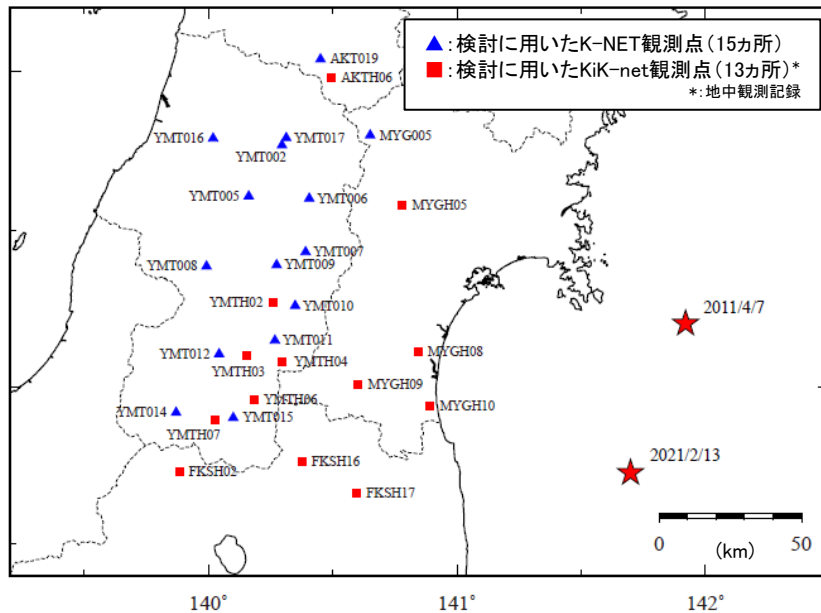 ▲:検討に用いたK-NET観測点(15ヵ所)
■:検討に用いたKiK-net観測点(13ヵ所)*
*:地中観測記録
AKT019
AKTH06
YMT016
YMT017
YMT002
MYG005
YMT005
YMT006
MYGH05
YMT007
YMT008
YMT009
YMTH02
YMT010
2011/4/7
YMT011
YMT012
YMTH03
YMTH04
MYGH08
MYGH09
YMTH06
MYGH10
YMT014
YMT015
YMTH07
2021/2/13
FKSH02
FKSH16
FKSH17
0
(km)
50
140°
141°
142°